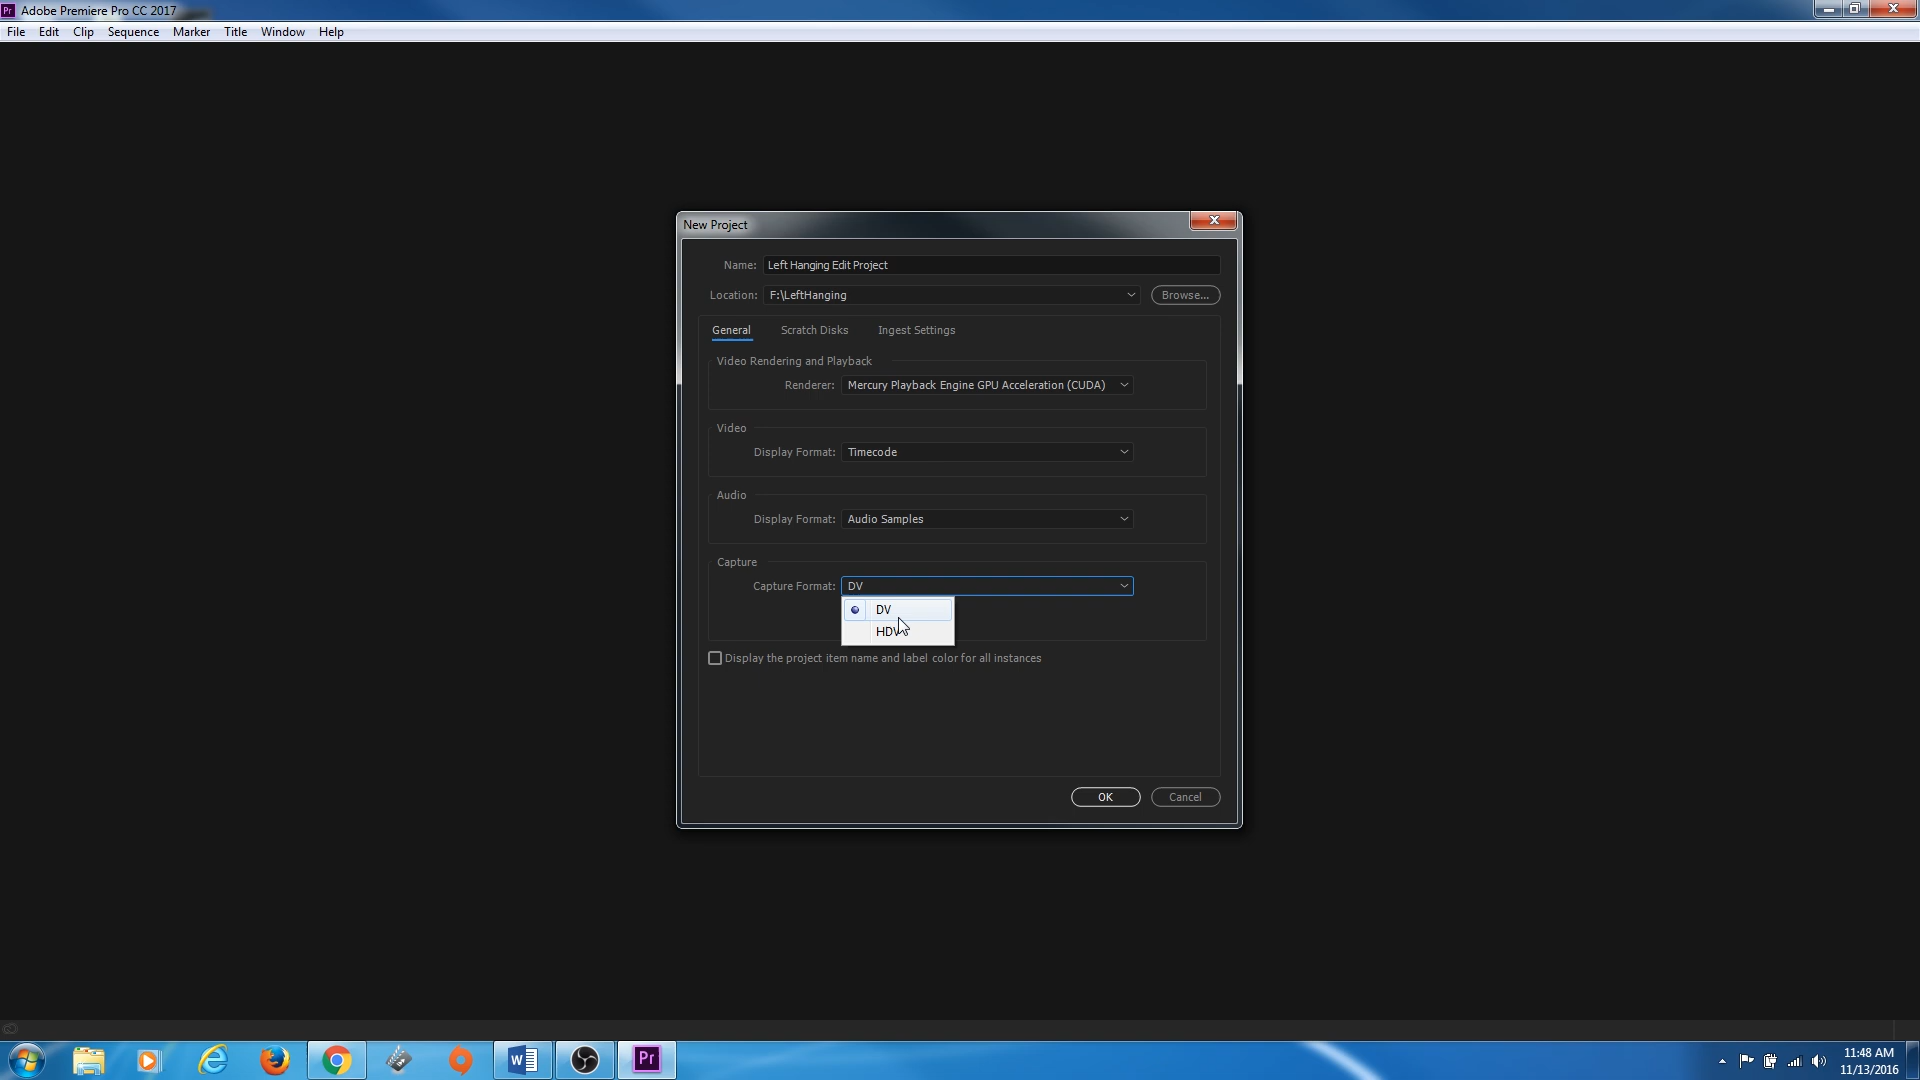 Pr Adobe Premiere Pro CC 2017
File Edit Clip Sequence Marker Title Window Help
New Project
Name: Left Hanging Edit Project
Location: F:\LeftHanging Browse...
General Scratch Disks Ingest Settings
Video Rendering and Playback
Renderer: Mercury Playback Engine GPU Acceleration (CUDA)
Video
Display Format: Timecode
Audio
Display Format: Audio Samples
Capture
Capture Format: DV
DV
HDV
Display the project item name and label color for all instances
OK Cancel
W Pr
11:48 AM
11/13/2016